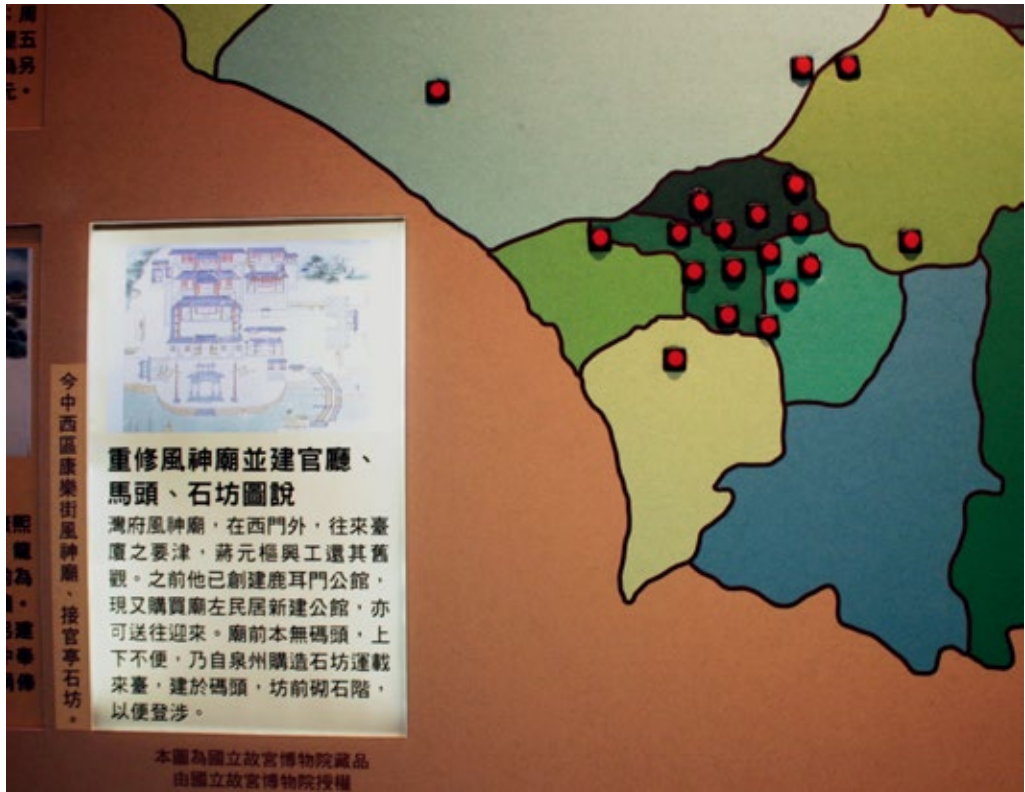 今中西區康樂街風神廟、接官亭石坊。
重修風神廟並建官廳、
馬頭、石坊圖說
灣府風神廟，在西門外，往來臺
廈之要津，蔣元樞興工還其舊
觀。之前他已創建鹿耳門公館，
現又購買廟左民居新建公館，亦
可送往迎來。廟前本無碼頭，上
下不便，乃自泉州購造石坊運載
來臺，建於碼頭，坊前砌石階，
以便登涉。
本圖為國立故宮博物院藏品
由國立故宮博物院授權